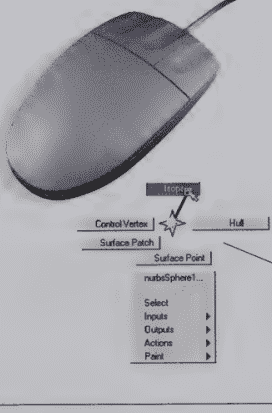 Isoparm
Control Vertex
Hull
Surface Patch
Surface Point
nurbsSphere1...
Select
Inputs
Outputs
Actions
Paint